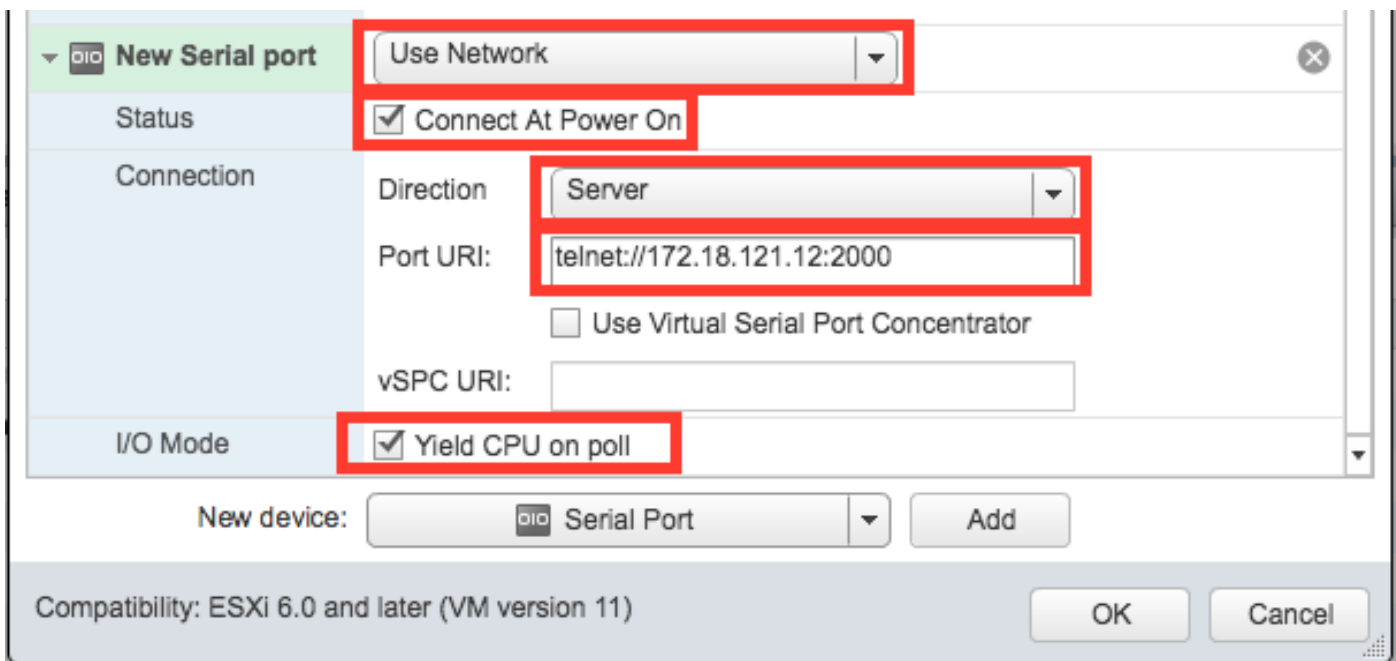 New Serial port Use Network
Status Connect At Power On
Connection Direction Server
Port URI: telnet://172.18.121.12:2000
Use Virtual Serial Port Concentrator
vSPC URI:
I/O Mode Yield CPU on poll
New device: Serial Port Add
Compatibility: ESXi 6.0 and later (VM version 11) OK Cancel